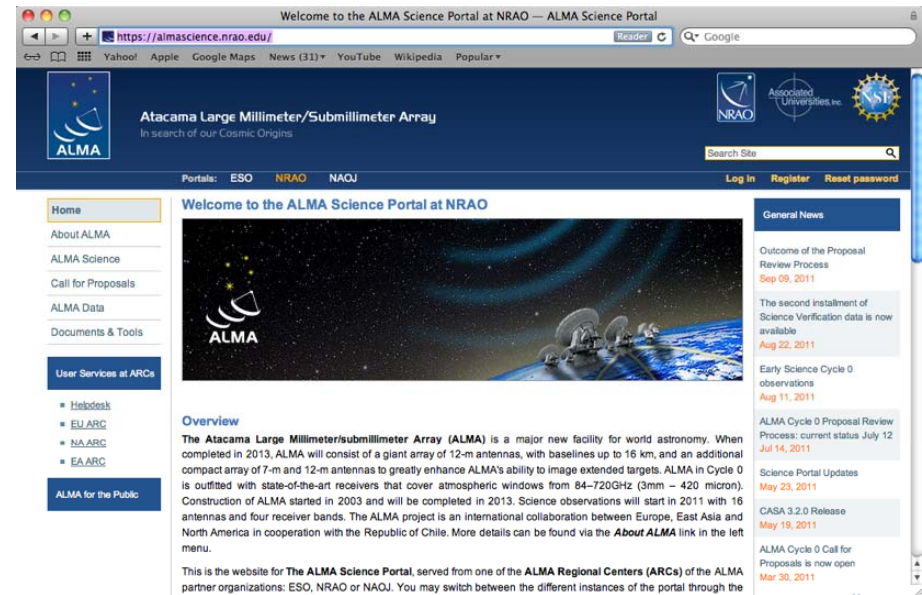 Welcome to the ALMA Science Portal at NRAO — ALMA Science Portal
https://almascience.nrao.edu/
Reader
Google
Yahoo! Apple Google Maps News (31) YouTube Wikipedia Popular
ALMA
Atacama Large Millimeter/Submillimeter Array
In search of our Cosmic Origins
NRAO
Associated
Universities, Inc.
NSF
Search Site
Portals: ESO NRAO NAOJ
Log In Register Reset password
Home
About ALMA
ALMA Science
Call for Proposals
ALMA Data
Documents & Tools
User Services at ARCs
Helpdesk
EU ARC
NA ARC
EA ARC
ALMA for the Public
Welcome to the ALMA Science Portal at NRAO
ALMA
Overview
The Atacama Large Millimeter/submillimeter Array (ALMA) is a major new facility for world astronomy. When
completed in 2013, ALMA will consist of a giant array of 12-m antennas, with baselines up to 16 km, and an additional
compact array of 7-m and 12-m antennas to greatly enhance ALMA's ability to image extended targets. ALMA in Cycle 0
is outfitted with state-of-the-art receivers that cover atmospheric windows from 84–720GHz (3mm – 420 micron).
Construction of ALMA started in 2003 and will be completed in 2013. Science observations will start in 2011 with 16
antennas and four receiver bands. The ALMA project is an international collaboration between Europe, East Asia and
North America in cooperation with the Republic of Chile. More details can be found via the About ALMA link in the left
menu.
This is the website for The ALMA Science Portal, served from one of the ALMA Regional Centers (ARCs) of the ALMA
partner organizations: ESO, NRAO or NAOJ. You may switch between the different instances of the portal through the
General News
Outcome of the Proposal
Review Process
Sep 09, 2011
The second installment of
Science Verification data is now
available
Aug 22, 2011
Early Science Cycle 0
observations
Aug 11, 2011
ALMA Cycle 0 Proposal Review
Process: current status July 12
Jul 14, 2011
Science Portal Updates
May 23, 2011
CASA 3.2.0 Release
May 19, 2011
ALMA Cycle 0 Call for
Proposals is now open
Mar 30, 2011